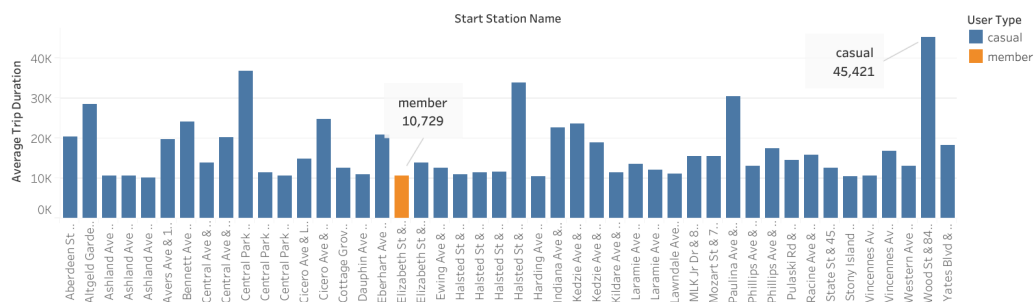 Start Station Name
User Type
casual
member
Average Trip Duration
40K
30K
20K
10K
0K
casual
45,421
member
10,729
Aberdeen St ..
Altgeld Garde..
Ashland Ave ..
Ashland Ave ..
Ashland Ave ..
Ayers Ave & 1..
Bennett Ave ..
Central Ave & ..
Central Ave & ..
Central Park ..
Central Park ..
Central Park ..
Cicero Ave & L..
Cicero Ave & ..
Cottage Grov..
Dauphin Ave ..
Eberhart Ave ..
Elizabeth St & ..
Elizabeth St & ..
Ewing Ave & ..
Halsted St & ..
Halsted St & ..
Halsted St & ..
Halsted St & ..
Harding Ave ..
Indiana Ave & ..
Kedzie Ave & ..
Kedzie Ave & ..
Kildare Ave & ..
Laramie Ave ..
Laramie Ave ..
Lawndale Ave..
MLK Jr Dr & 8..
Mozart St & 7..
Paulina Ave &..
Phillips Ave & ..
Phillips Ave & ..
Pulaski Rd & ..
Racine Ave & ..
State St & 45..
Stony Island ..
Vincennes Av..
Vincennes Av..
Western Ave ..
Wood St & 84..
Yates Blvd & ..